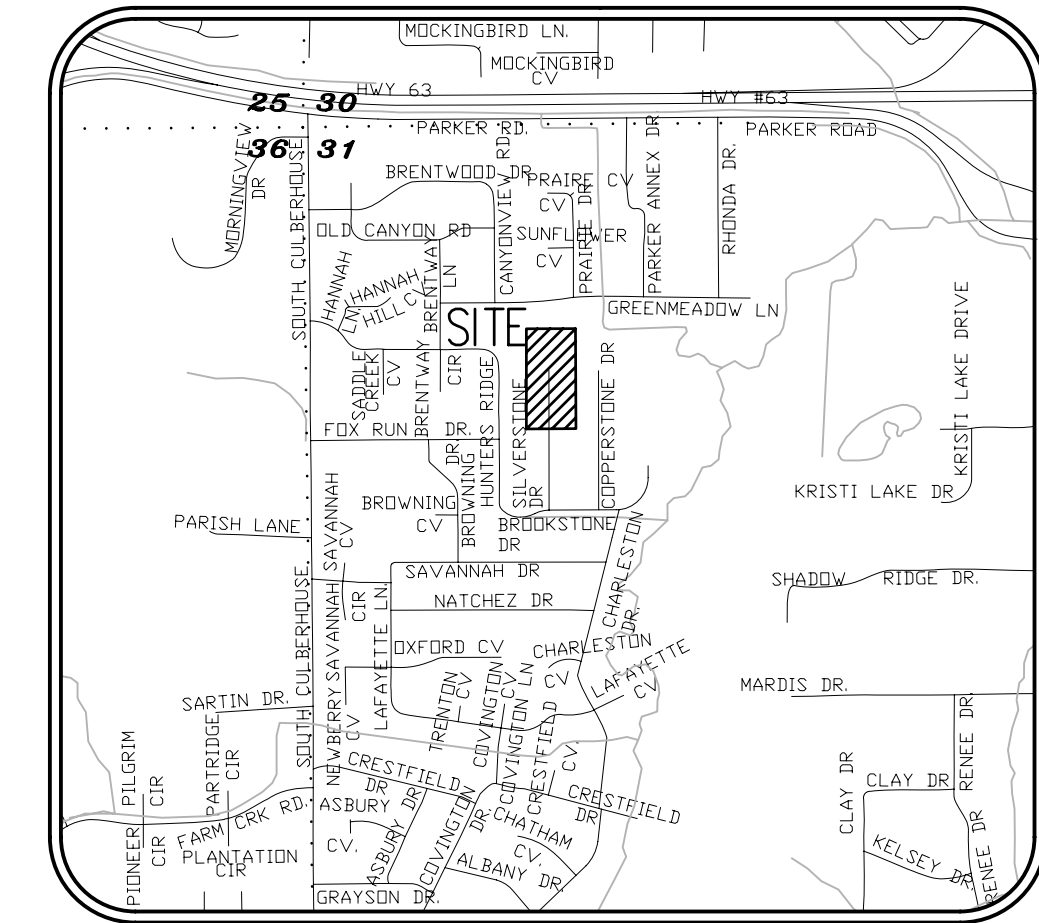 MOCKINGBIRD LN.
MOCKINGBIRD
CV
HWY 63
HWY #63
25 30
36 31
PARKER RD.
PARKER ROAD
MORNINGVIEW
DR
SOUTH CULBERHOUSE
BRENTWOOD DR
CANYONVIEW RD
PRAIRE CV
CV
PRAIRIE DR
PARKER ANNEX DR
RHONDA DR.
OLD CANYON RD
SUNFLOWER
CV
HANNAH
LN.
HANNAH
HILL CV
BRENTWAY
LN
GREENMEADOW LN
SITE
SADDLE
CREEK
CV
BRENTWAY
CIR
HUNTERS RIDGE
DR.
SILVERSTONE
DR
COPPERSTONE DR
KRISTI LAKE DRIVE
FOX RUN DR.
BROWNING
CV
BROWNING
KRISTI LAKE DR
PARISH LANE
SAVANNAH
CV
BROOKSTONE
DR
CHARLESTON
DR.
SAVANNAH DR
SHADOW RIDGE DR.
SOUTH CULBERHOUSE
SAVANNAH
CIR
LAFAYETTE LN.
NATCHEZ DR
OXFORD CV
CHARLESTON
CV
LAFAYETTE
CV
MARDIS DR.
SARTIN DR.
NEWBERRY
CV
TRENTON
CV
COVINGTON
CV
COVINGTON LN
CRESTFIELD
CV.
RENEE DR.
PILGRIM
CIR
PARTRIDGE
CIR
CRESTFIELD
DR
CRESTFIELD
DR
CLAY DR
CLAY DR
FARM CRK RD.
ASBURY
CV.
ASBURY DR
COVINGTON
DR.
CHATHAM
CV.
PIONEER
CIR
PLANTATION
CIR
ALBANY DR.
KELSEY DR.
RENEE DR
GRAYSON DR.